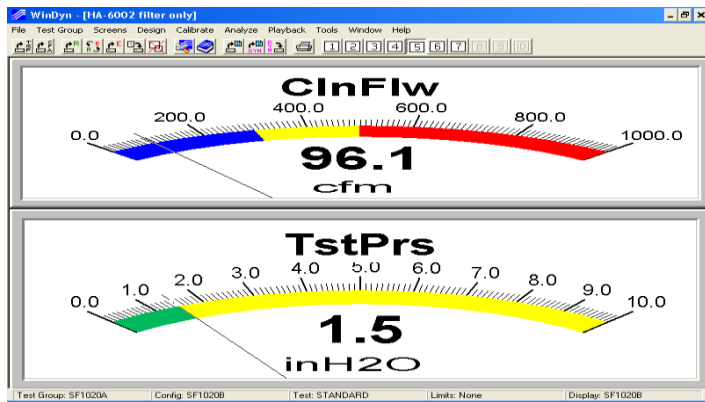 WinDyn - [HA-6002 filter only]
File Test Group Screens Design Calibrate Analyze Playback Tools Window Help
1 2 3 4 5 6 7 8 9 10
ClnFlw
0.0 200.0 400.0 600.0 800.0 1000.0
96.1
cfm
TstPrs
0.0 1.0 2.0 3.0 4.0 5.0 6.0 7.0 8.0 9.0 10.0
1.5
inH2O
Test Group: SF1020A Config: SF1020B Test: STANDARD Limits: None Display: SF1020B